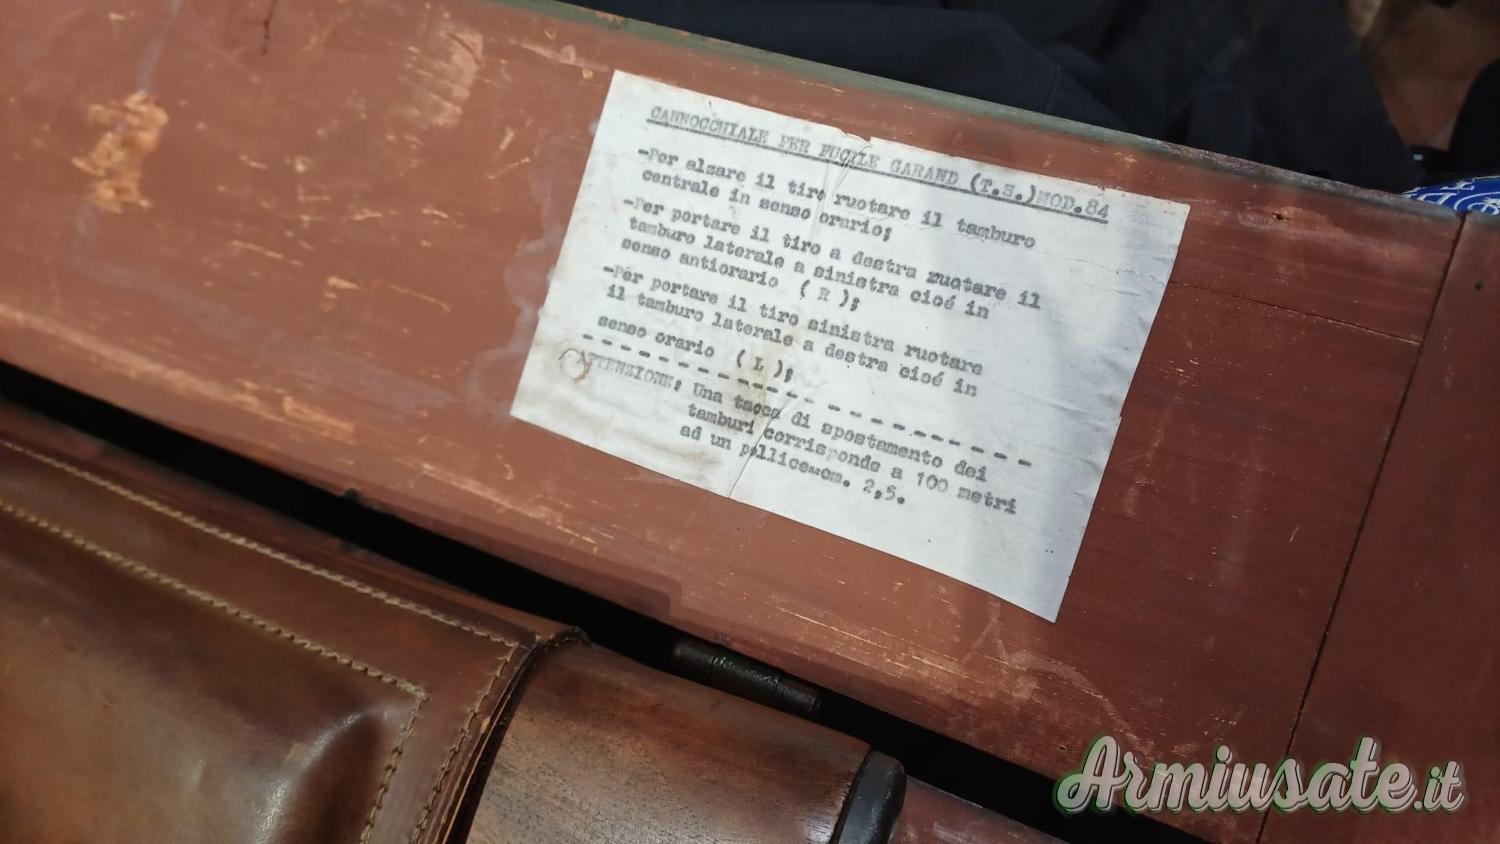 CANNOCCHIALE PER FUCILE GARAND (T.S.)MOD.84
-Per alzare il tiro ruotare il tamburo
centrale in senso orario;
-Per portare il tiro a destra ruotare il
tamburo laterale a sinistra cioé in
senso antiorario ( R );
-Per portare il tiro sinistra ruotare
il tamburo laterale a destra cioé in
senso orario ( L );
ATTENZIONE: Una tacca di spostamento dei
tamburi corrisponde a 100 metri
ad un pollice=cm. 2,5.
Armiusate.it